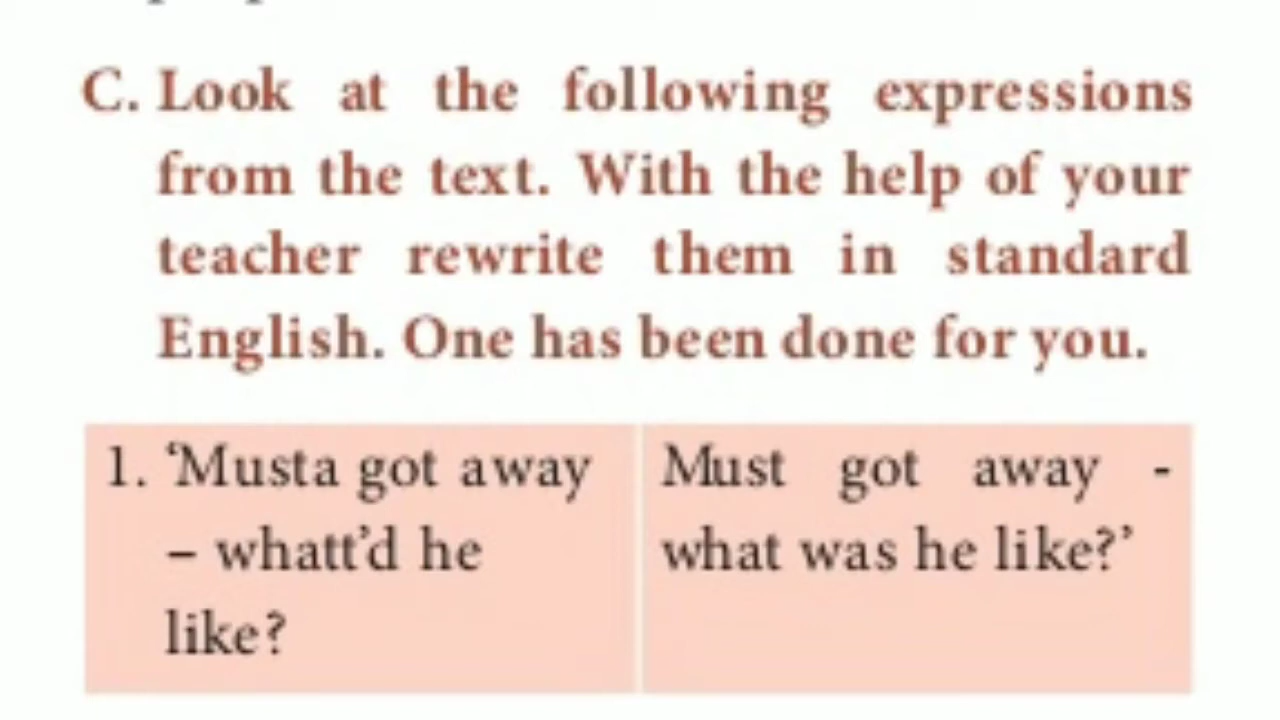 C. Look at the following expressions
from the text. With the help of your
teacher rewrite them in standard
English. One has been done for you.
1. ‘Musta got away
– whatt’d he
like?
Must got away -
what was he like?’